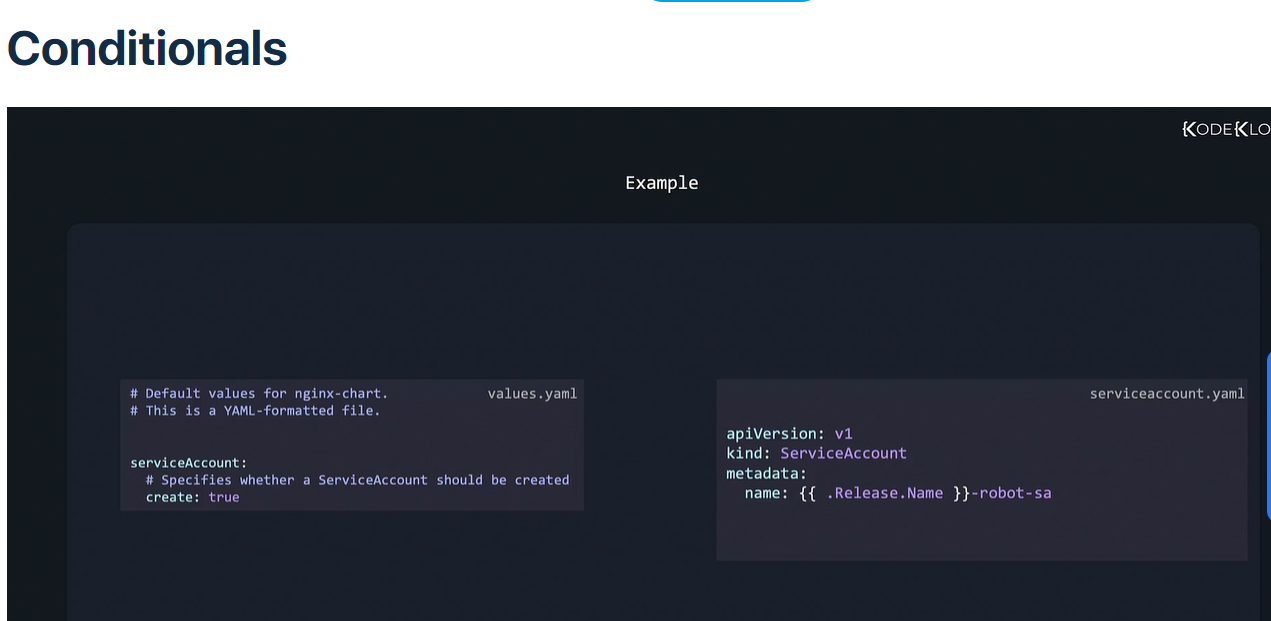 Conditionals
KODEKLO
Example
# Default values for nginx-chart. values.yaml
# This is a YAML-formatted file.
serviceAccount:
  # Specifies whether a ServiceAccount should be created
  create: true
serviceaccount.yaml
apiVersion: v1
kind: ServiceAccount
metadata:
  name: {{ .Release.Name }}-robot-sa